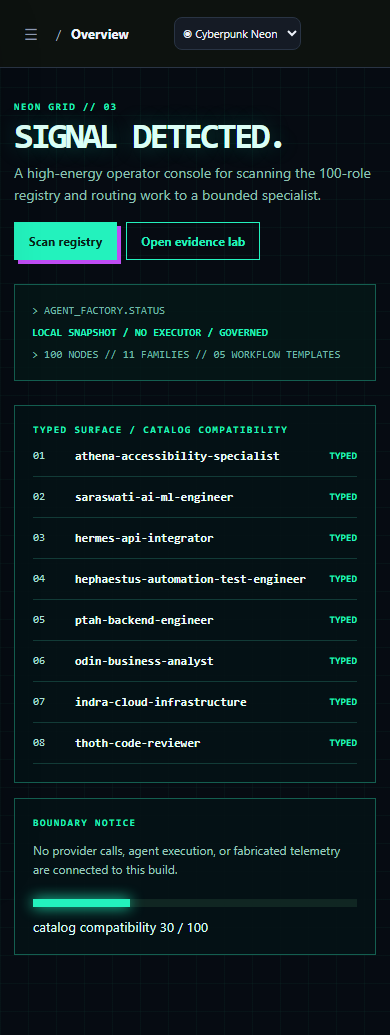 ☰ / Overview ◉ Cyberpunk Neon
NEON GRID // 03
SIGNAL DETECTED.
A high-energy operator console for scanning the 100-role
registry and routing work to a bounded specialist.
Scan registry Open evidence lab
> AGENT_FACTORY.STATUS
LOCAL SNAPSHOT / NO EXECUTOR / GOVERNED
> 100 NODES // 11 FAMILIES // 05 WORKFLOW TEMPLATES
TYPED SURFACE / CATALOG COMPATIBILITY
01 athena-accessibility-specialist TYPED
02 saraswati-ai-ml-engineer TYPED
03 hermes-api-integrator TYPED
04 hephaestus-automation-test-engineer TYPED
05 ptah-backend-engineer TYPED
06 odin-business-analyst TYPED
07 indra-cloud-infrastructure TYPED
08 thoth-code-reviewer TYPED
BOUNDARY NOTICE
No provider calls, agent execution, or fabricated telemetry
are connected to this build.
catalog compatibility 30 / 100